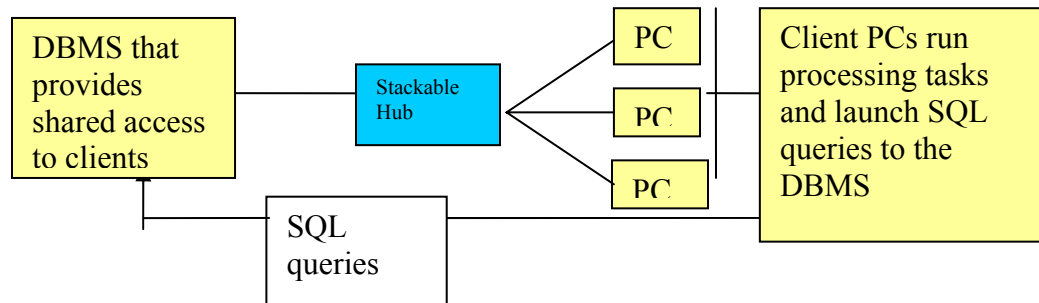 DBMS that
provides
shared access
to clients
Stackable
Hub
PC
PC
PC
Client PCs run
processing tasks
and launch SQL
queries to the
DBMS
SQL
queries